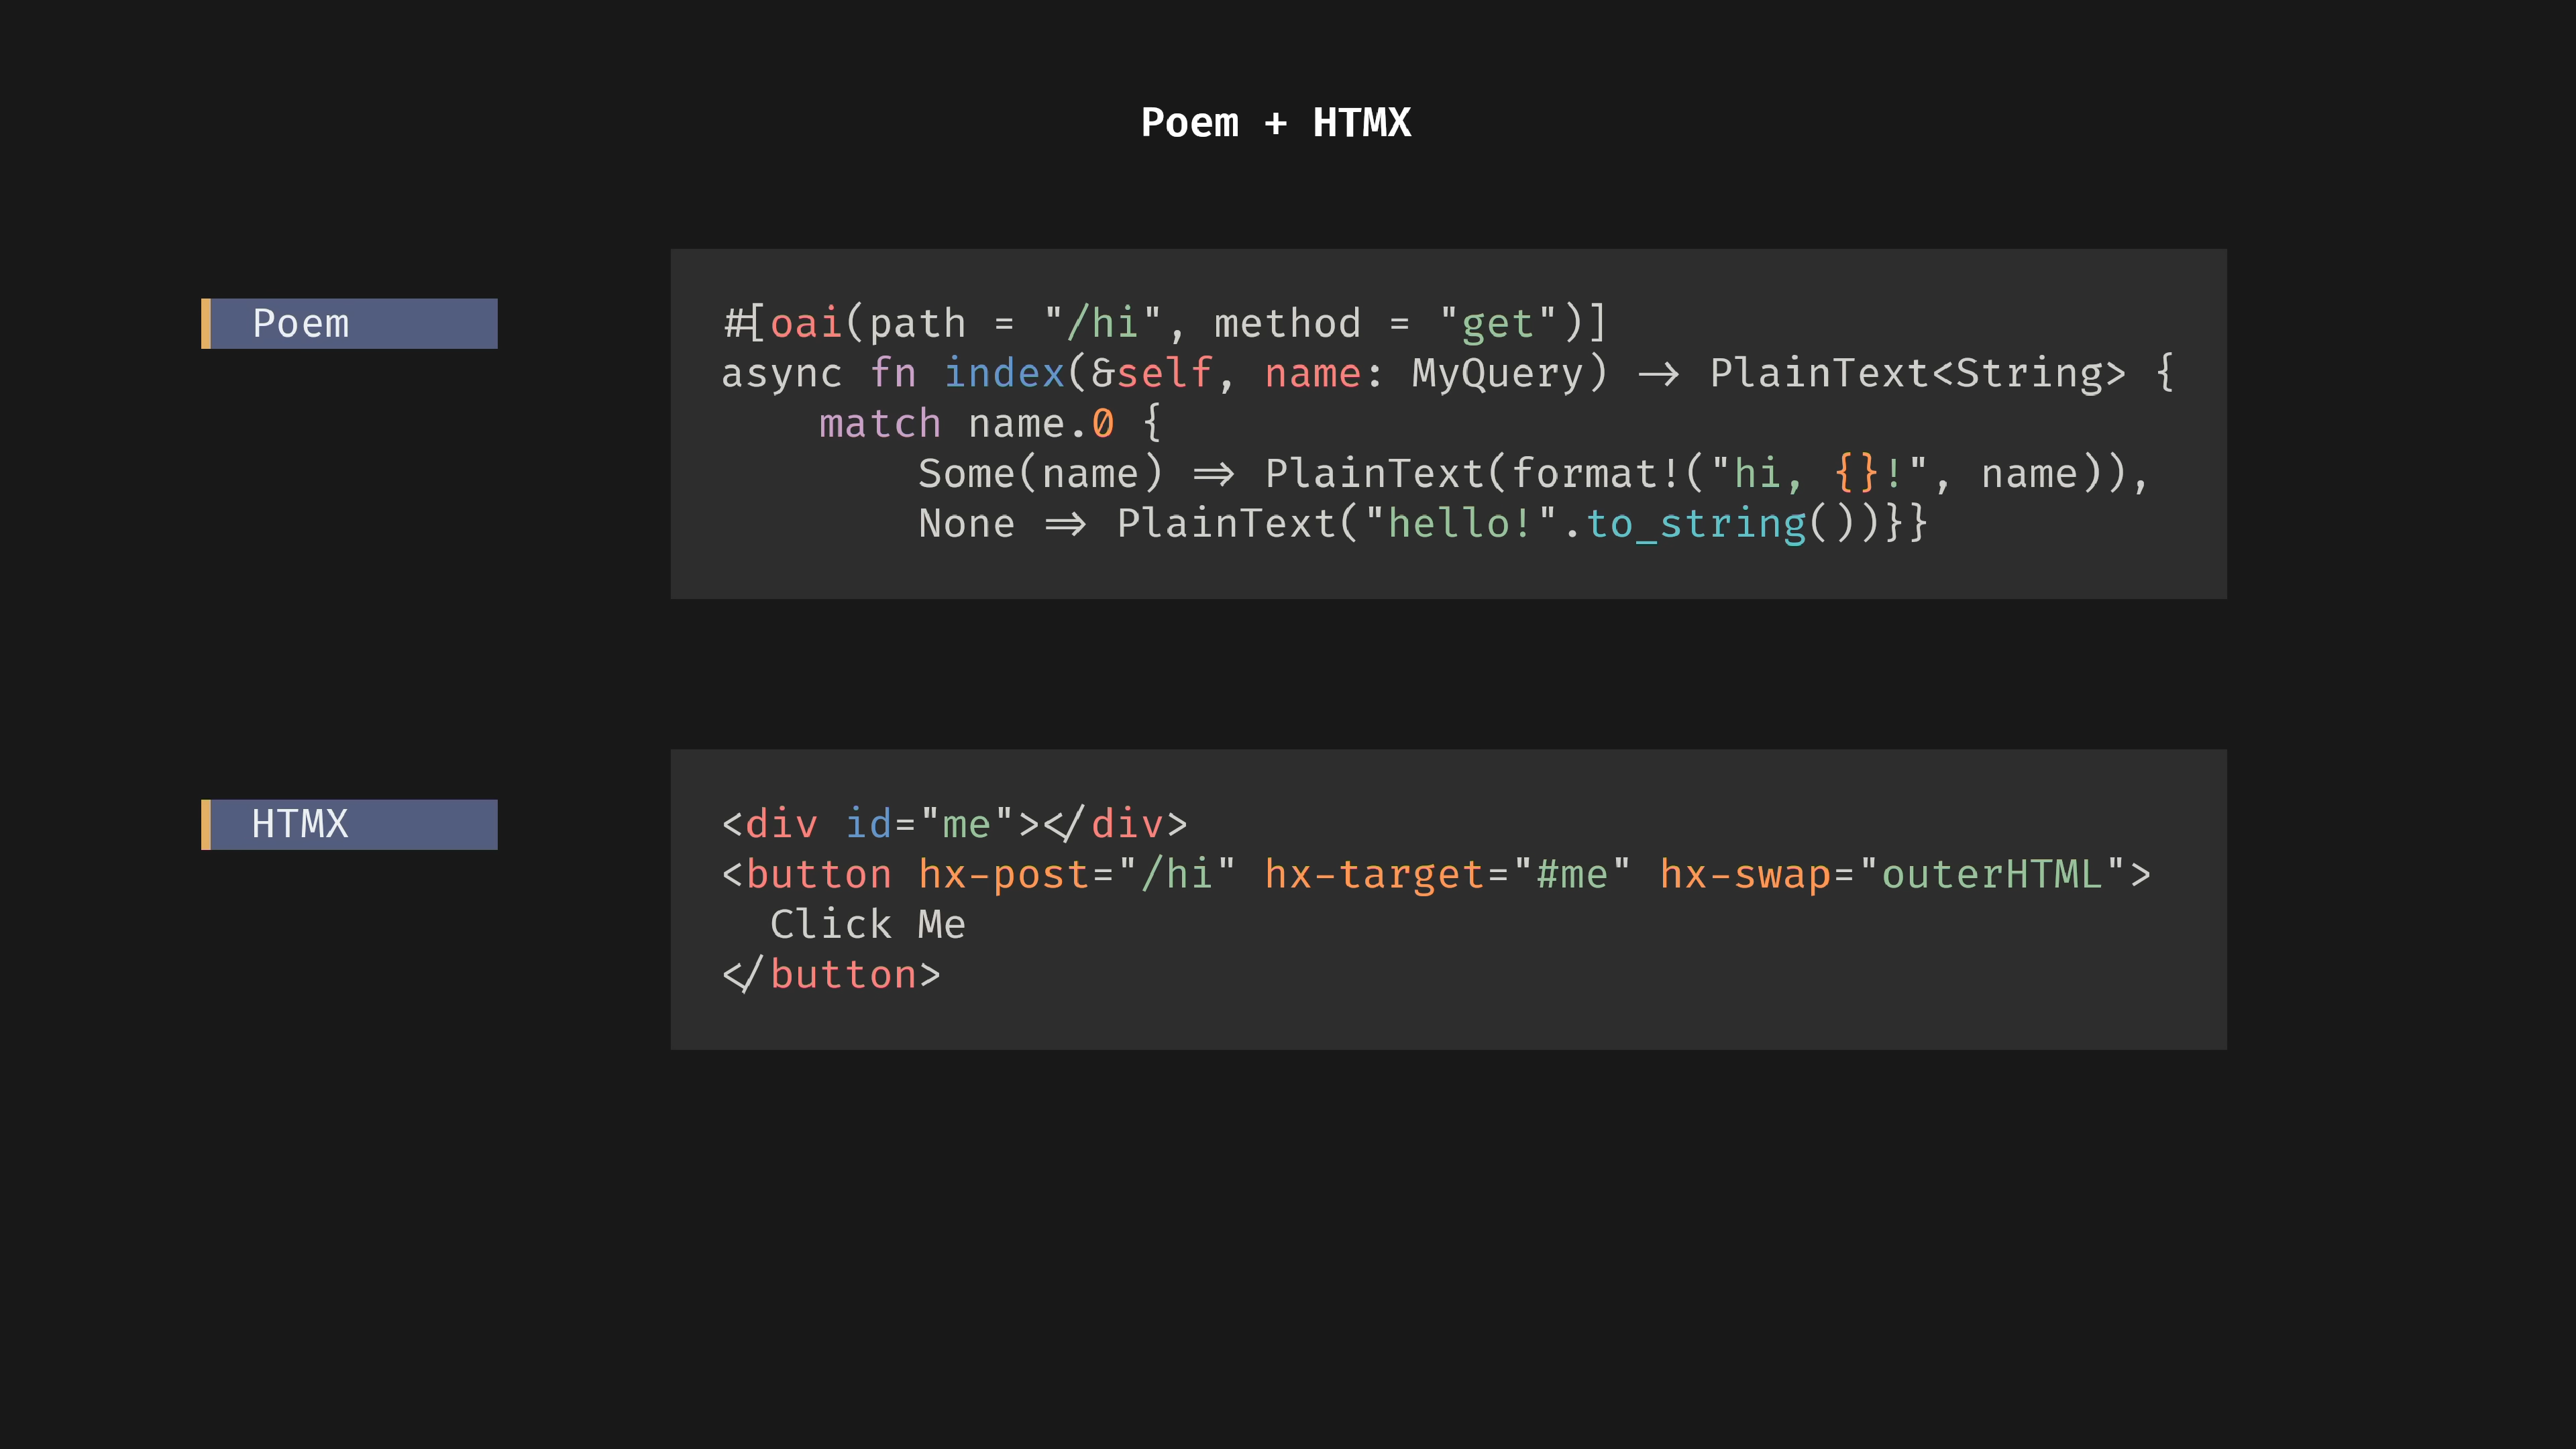 Poem + HTMX
Poem
#[oai(path = "/hi", method = "get")]
async fn index(&self, name: MyQuery) -> PlainText<String> {
    match name.0 {
        Some(name) => PlainText(format!("hi, {}!", name)),
        None => PlainText("hello!".to_string())}}
HTMX
<div id="me"></div>
<button hx-post="/hi" hx-target="#me" hx-swap="outerHTML">
  Click Me
</button>